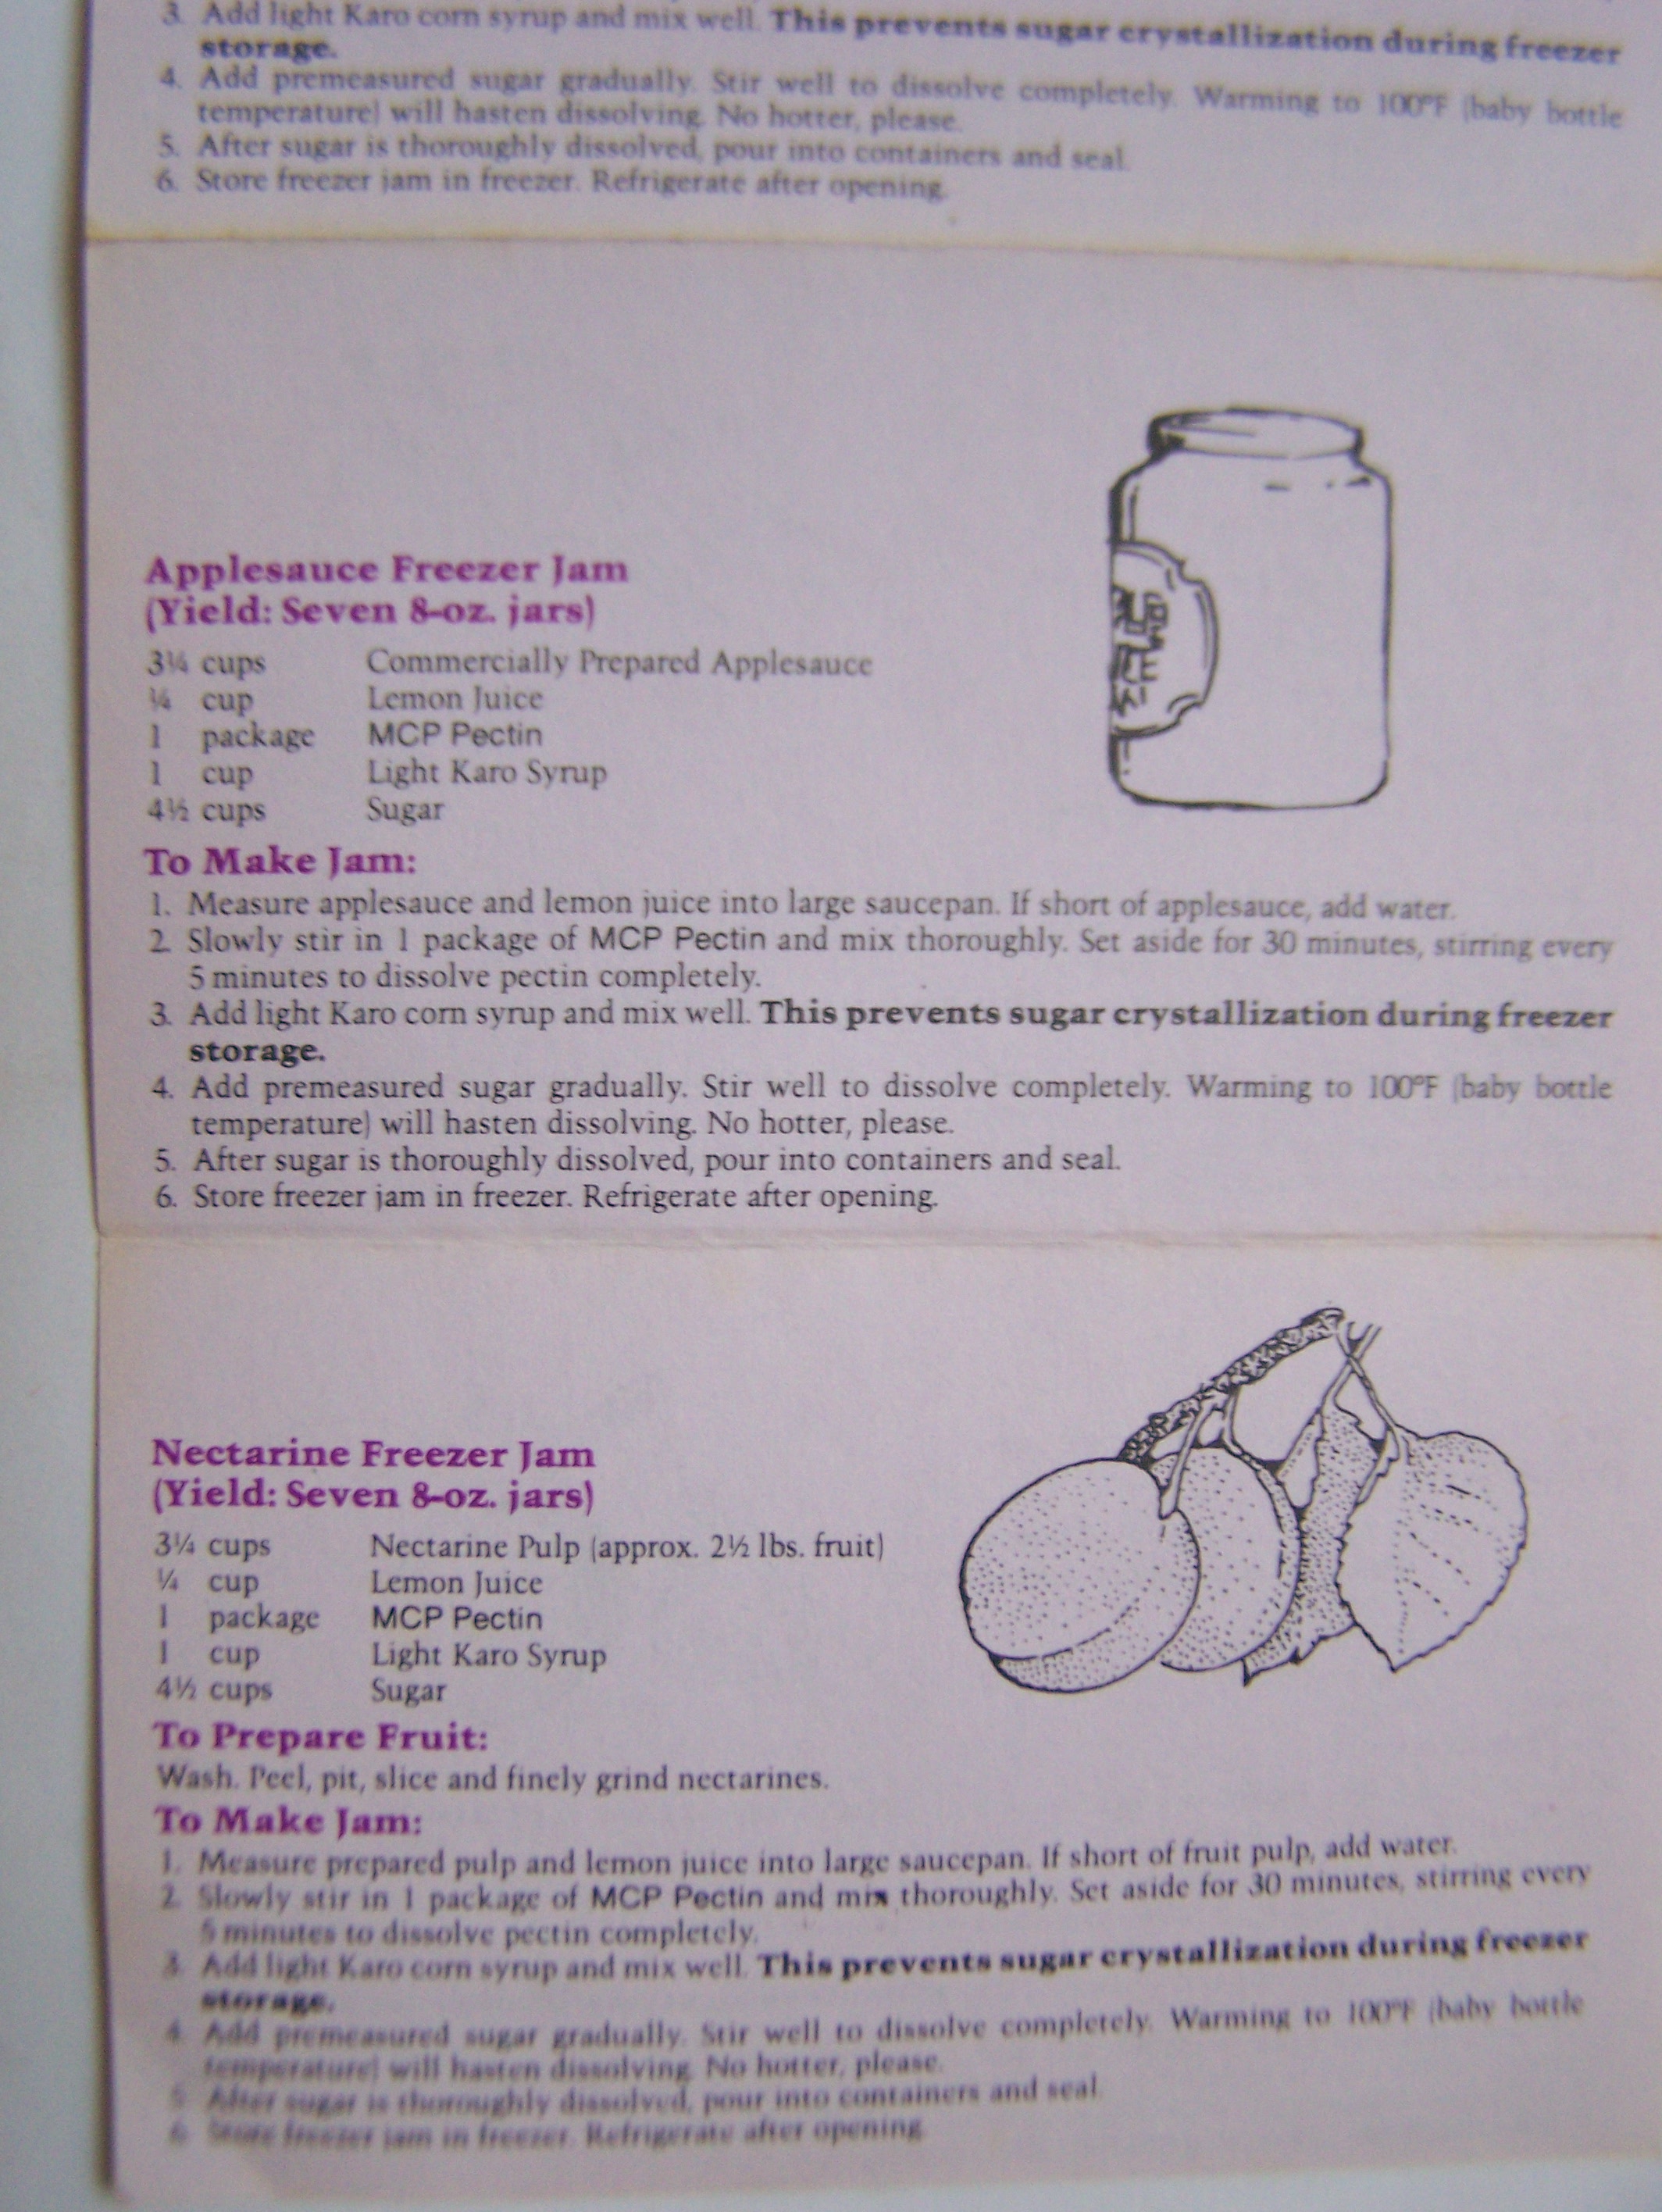 3. Add light Karo corn syrup and mix well. This prevents sugar crystallization during freezer
storage.
4. Add premeasured sugar gradually. Stir well to dissolve completely. Warming to 100°F (baby bottle
temperature) will hasten dissolving. No hotter, please.
5. After sugar is thoroughly dissolved, pour into containers and seal.
6. Store freezer jam in freezer. Refrigerate after opening.
Applesauce Freezer Jam
(Yield: Seven 8-oz. jars)
3¼ cups Commercially Prepared Applesauce
¼ cup Lemon Juice
1 package MCP Pectin
1 cup Light Karo Syrup
4½ cups Sugar
To Make Jam:
1. Measure applesauce and lemon juice into large saucepan. If short of applesauce, add water.
2. Slowly stir in 1 package of MCP Pectin and mix thoroughly. Set aside for 30 minutes, stirring every
5 minutes to dissolve pectin completely.
3. Add light Karo corn syrup and mix well. This prevents sugar crystallization during freezer
storage.
4. Add premeasured sugar gradually. Stir well to dissolve completely. Warming to 100°F (baby bottle
temperature) will hasten dissolving. No hotter, please.
5. After sugar is thoroughly dissolved, pour into containers and seal.
6. Store freezer jam in freezer. Refrigerate after opening.
Nectarine Freezer Jam
(Yield: Seven 8-oz. jars)
3¼ cups Nectarine Pulp (approx. 2½ lbs. fruit)
¼ cup Lemon Juice
1 package MCP Pectin
1 cup Light Karo Syrup
4½ cups Sugar
To Prepare Fruit:
Wash. Peel, pit, slice and finely grind nectarines.
To Make Jam:
1. Measure prepared pulp and lemon juice into large saucepan. If short of fruit pulp, add water.
2. Slowly stir in 1 package of MCP Pectin and mix thoroughly. Set aside for 30 minutes, stirring every
5 minutes to dissolve pectin completely.
3. Add light Karo corn syrup and mix well. This prevents sugar crystallization during freezer
storage.
4. Add premeasured sugar gradually. Stir well to dissolve completely. Warming to 100°F (baby bottle
temperature) will hasten dissolving. No hotter, please.
5. After sugar is thoroughly dissolved, pour into containers and seal.
6. Store freezer jam in freezer. Refrigerate after opening.